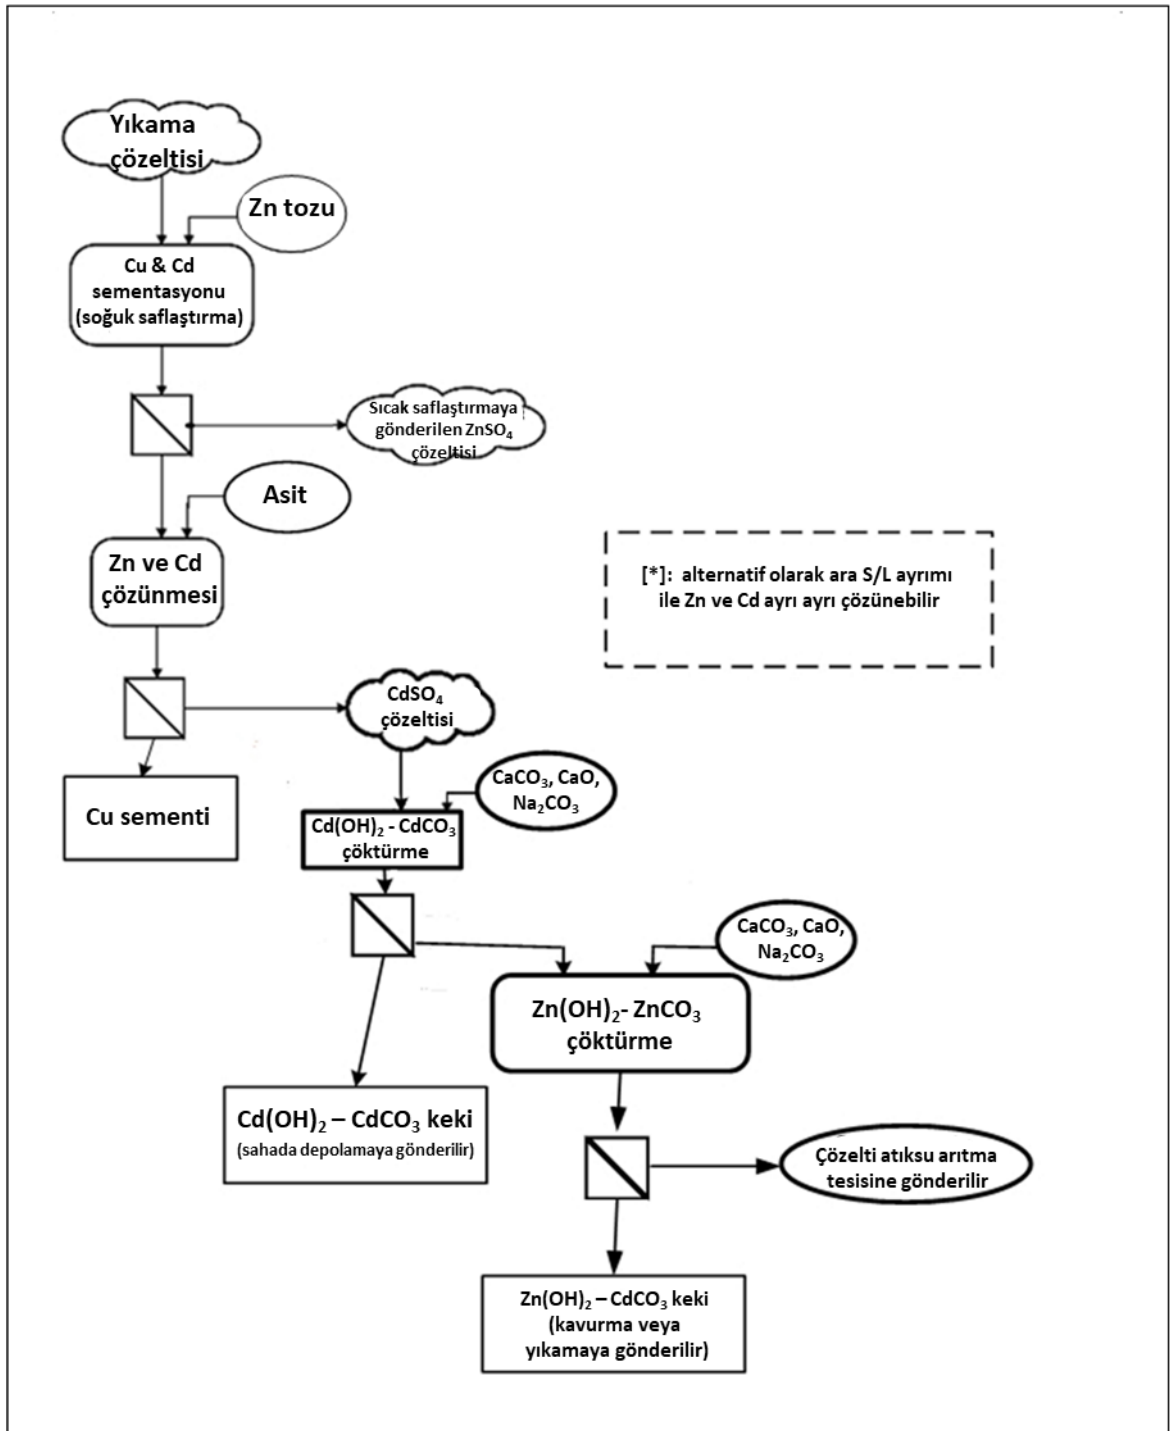 Yıkama
çözeltisi
Zn tozu
Cu & Cd
sementasyonu
(soğuk saflaştırma)
Sıcak saflaştırmaya
gönderilen ZnSO₄
çözeltisi
Asit
Zn ve Cd
çözünmesi
[*]: alternatif olarak ara S/L ayrımı
ile Zn ve Cd ayrı ayrı çözünebilir
CdSO₄
çözeltisi
CaCO₃, CaO,
Na₂CO₃
Cu sementi
Cd(OH)₂ - CdCO₃
çöktürme
CaCO₃, CaO,
Na₂CO₃
Zn(OH)₂- ZnCO₃
çöktürme
Cd(OH)₂ – CdCO₃ keki
(sahada depolamaya gönderilir)
Çözelti atıksu arıtma
tesisine gönderilir
Zn(OH)₂ – CdCO₃ keki
(kavurma veya
yıkamaya gönderilir)